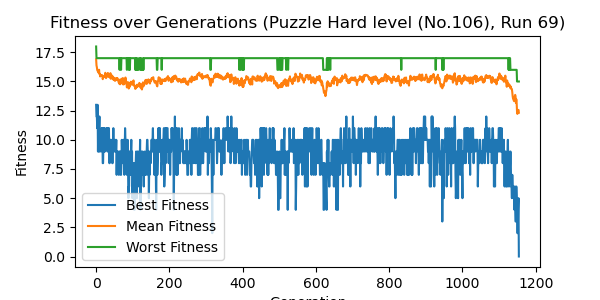 Fitness over Generations (Puzzle Hard level (No.106), Run 69)
Fitness
17.5
15.0
12.5
10.0
7.5
5.0
2.5
0.0
Best Fitness
Mean Fitness
Worst Fitness
0 200 400 600 800 1000 1200
Generation